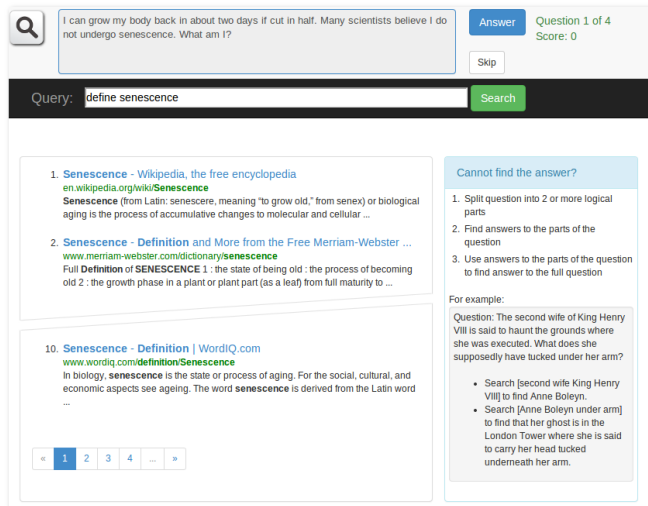 I can grow my body back in about two days if cut in half. Many scientists believe I do
not undergo senescence. What am I?
Answer
Question 1 of 4
Score: 0
Skip
Query:
define senescence
Search
1. Senescence - Wikipedia, the free encyclopedia
en.wikipedia.org/wiki/Senescence
Senescence (from Latin: senescere, meaning "to grow old," from senex) or biological
aging is the process of accumulative changes to molecular and cellular ...
2. Senescence - Definition and More from the Free Merriam-Webster ...
www.merriam-webster.com/dictionary/senescence
Full Definition of SENESCENCE 1 : the state of being old : the process of becoming
old 2 : the growth phase in a plant or plant part (as a leaf) from full maturity to ...
10. Senescence - Definition | WordIQ.com
www.wordiq.com/definition/Senescence
In biology, senescence is the state or process of aging. For the social, cultural, and
economic aspects see ageing. The word senescence is derived from the Latin word
...
« 1 2 3 4 ... »
Cannot find the answer?
1. Split question into 2 or more logical
parts
2. Find answers to the parts of the
question
3. Use answers to the parts of the question
to find answer to the full question
For example:
Question: The second wife of King Henry
VIII is said to haunt the grounds where
she was executed. What does she
supposedly have tucked under her arm?
• Search [second wife King Henry
VIII] to find Anne Boleyn.
• Search [Anne Boleyn under arm]
to find that her ghost is in the
London Tower where she is said
to carry her head tucked
underneath her arm.